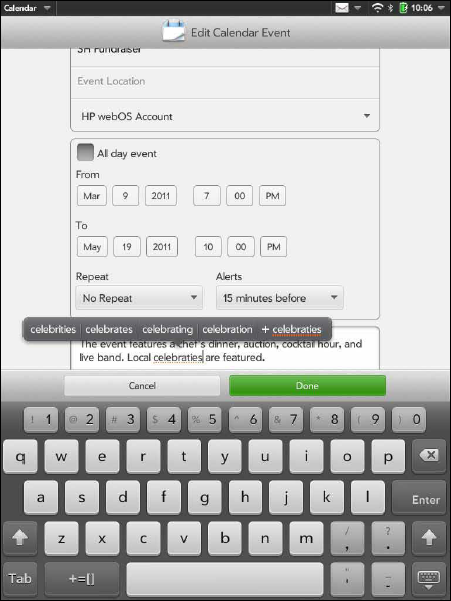 Calendar 10:06
Edit Calendar Event
SH Fundraiser
Event Location
HP webOS Account
All day event
From
Mar 9 2011 7 00 PM
To
May 19 2011 10 00 PM
Repeat Alerts
No Repeat 15 minutes before
celebrities celebrates celebrating celebration + celebraties
The event features a chef's dinner, auction, cocktail hour, and
live band. Local celebraties are featured.
Cancel Done
! 1 @ 2 # 3 $ 4 % 5 ^ 6 & 7 * 8 ( 9 ) 0
q w e r t y u i o p
a s d f g h j k l Enter
z x c v b n m / , ? .
Tab +=[] " ' _ -